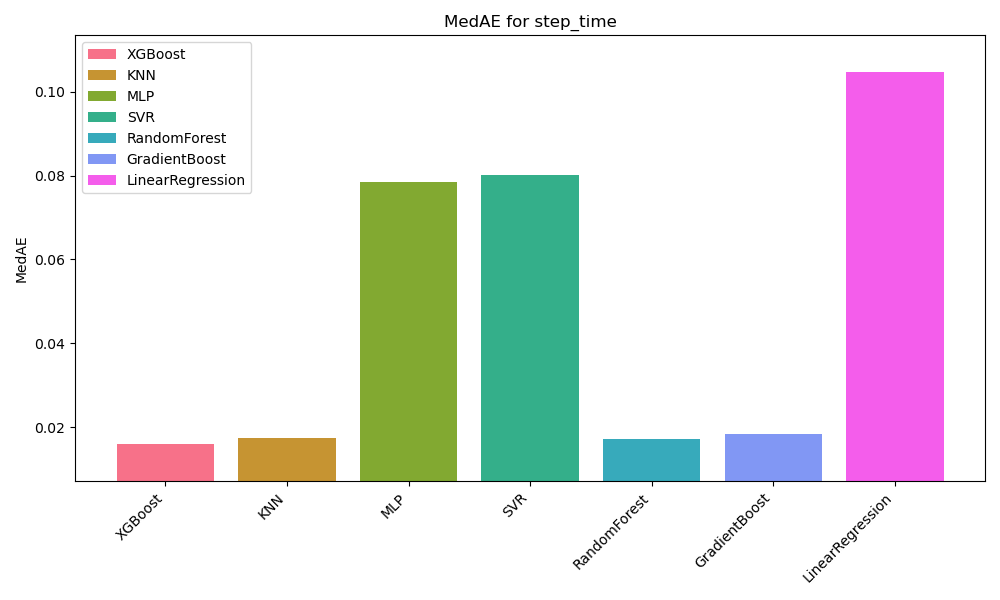 MedAE for step_time
XGBoost
KNN
MLP
SVR
RandomForest
GradientBoost
LinearRegression
MedAE
0.10
0.08
0.06
0.04
0.02
XGBoost
KNN
MLP
SVR
RandomForest
GradientBoost
LinearRegression